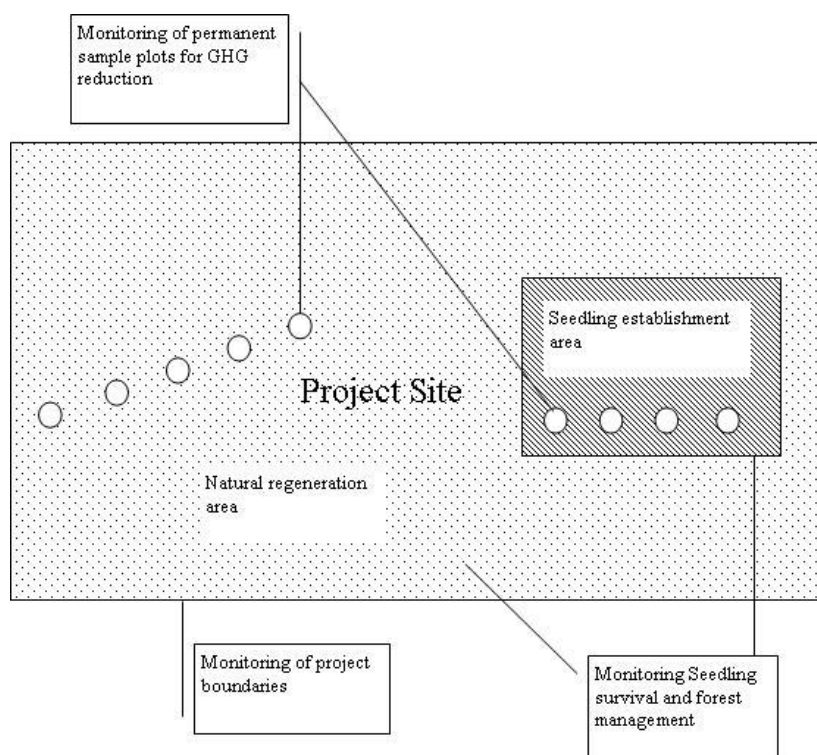 Monitoring of permanent
sample plots for GHG
reduction
Seedling establishment
area
Project Site
Natural regeneration
area
Monitoring of project
boundaries
Monitoring Seedling
survival and forest
management